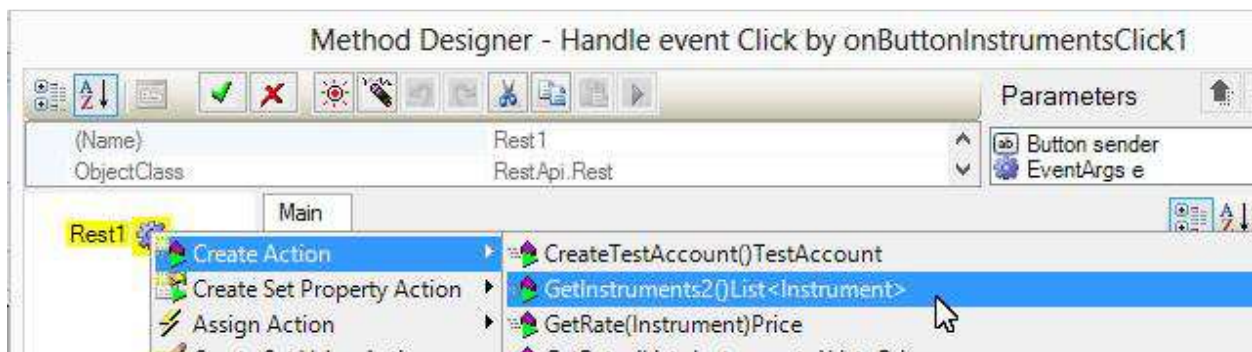 Method Designer - Handle event Click by onButtonInstrumentsClick1
Parameters
(Name) Rest1
ObjectClass RestApi.Rest
Button sender
EventArgs e
Main
Rest1
Create Action
CreateTestAccount()TestAccount
Create Set Property Action
GetInstruments2()List<Instrument>
Assign Action
GetRate(Instrument)Price